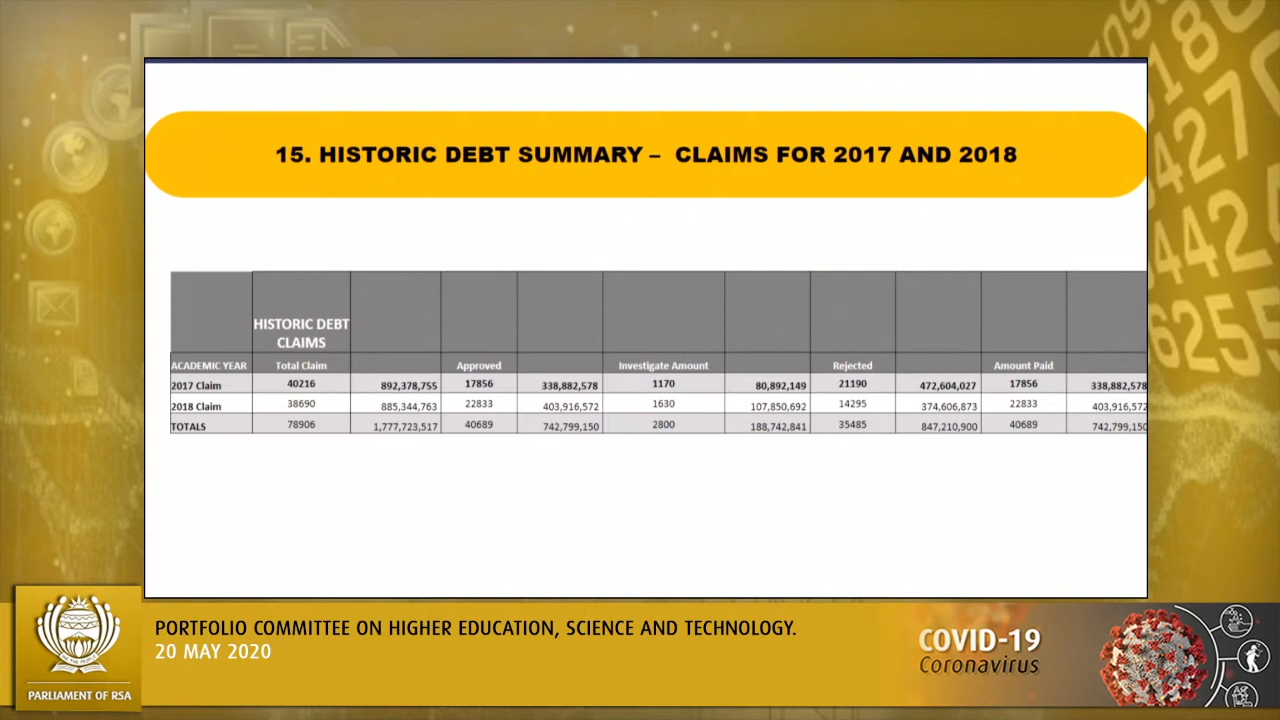 15. HISTORIC DEBT SUMMARY – CLAIMS FOR 2017 AND 2018
HISTORIC DEBT
CLAIMS
ACADEMIC YEAR Total Claim Approved Investigate Amount Rejected Amount Paid
2017 Claim 40216 892,378,755 17856 338,882,578 1170 80,892,149 21190 472,604,027 17856 338,882,578
2018 Claim 38690 885,344,763 22833 403,916,572 1630 107,850,692 14295 374,606,873 22833 403,916,572
TOTALS 78906 1,777,723,517 40689 742,799,150 2800 188,742,841 35485 847,210,900 40689 742,799,150
PORTFOLIO COMMITTEE ON HIGHER EDUCATION, SCIENCE AND TECHNOLOGY.
20 MAY 2020
PARLIAMENT OF RSA
COVID-19
Coronavirus